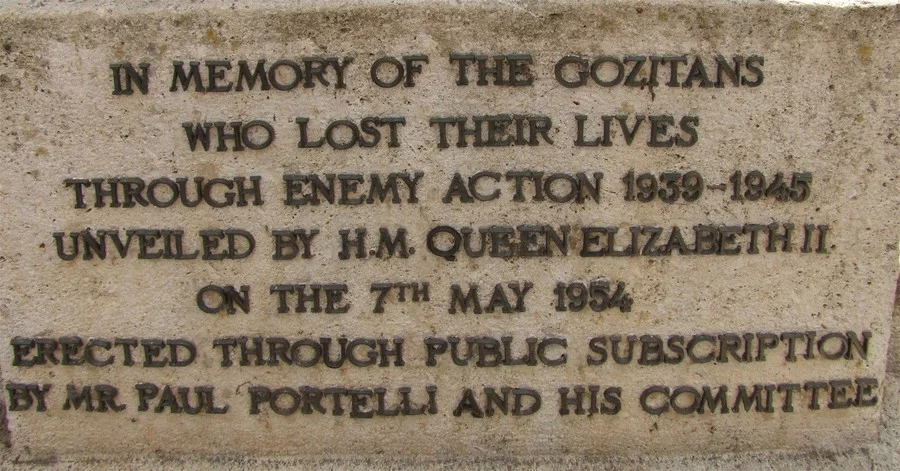 IN MEMORY OF THE GOZITANS
WHO LOST THEIR LIVES
THROUGH ENEMY ACTION 1939-1945
UNVEILED BY H.M. QUEEN ELIZABETH II
ON THE 7TH MAY 1954
ERECTED THROUGH PUBLIC SUBSCRIPTION
BY MR. PAUL PORTELLI AND HIS COMMITTEE